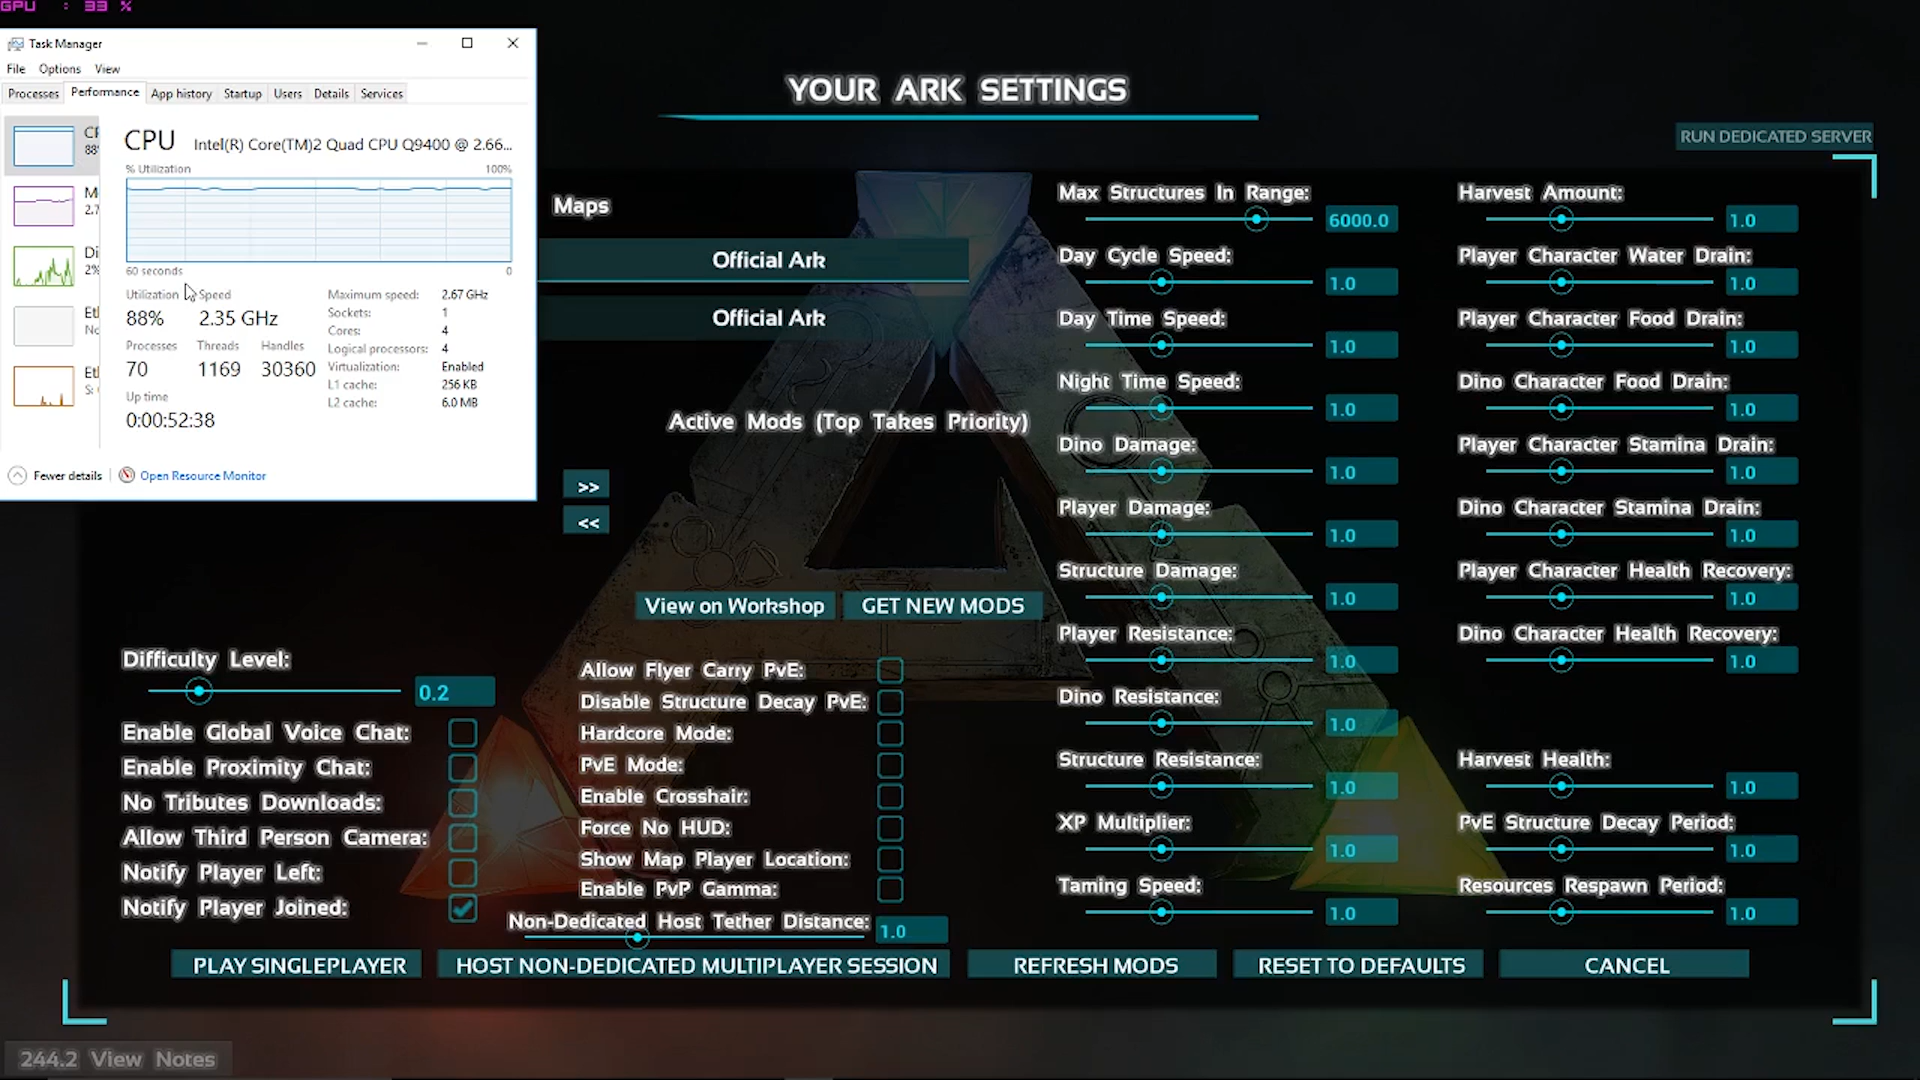 GPU : 33 %
Task Manager
File Options View
Processes Performance App history Startup Users Details Services
CPU Intel(R) Core(TM)2 Quad CPU Q9400 @ 2.66...
% Utilization 100%
88%
2.7
2%
60 seconds 0
Utilization Speed
88% 2.35 GHz
Processes Threads Handles
70 1169 30360
Up time
0:00:52:38
Maximum speed: 2.67 GHz
Sockets: 1
Cores: 4
Logical processors: 4
Virtualization: Enabled
L1 cache: 256 KB
L2 cache: 6.0 MB
Fewer details Open Resource Monitor
YOUR ARK SETTINGS
RUN DEDICATED SERVER
Maps
Official Ark
Official Ark
Active Mods (Top Takes Priority)
>>
<<
View on Workshop GET NEW MODS
Difficulty Level:
0.2
Enable Global Voice Chat:
Enable Proximity Chat:
No Tributes Downloads:
Allow Third Person Camera:
Notify Player Left:
Notify Player Joined:
Allow Flyer Carry PvE:
Disable Structure Decay PvE:
Hardcore Mode:
PvE Mode:
Enable Crosshair:
Force No HUD:
Show Map Player Location:
Enable PvP Gamma:
Non-Dedicated Host Tether Distance: 1.0
Max Structures In Range:
6000.0
Day Cycle Speed:
1.0
Day Time Speed:
1.0
Night Time Speed:
1.0
Dino Damage:
1.0
Player Damage:
1.0
Structure Damage:
1.0
Player Resistance:
1.0
Dino Resistance:
1.0
Structure Resistance:
1.0
XP Multiplier:
1.0
Taming Speed:
1.0
Harvest Amount:
1.0
Player Character Water Drain:
1.0
Player Character Food Drain:
1.0
Dino Character Food Drain:
1.0
Player Character Stamina Drain:
1.0
Dino Character Stamina Drain:
1.0
Player Character Health Recovery:
1.0
Dino Character Health Recovery:
1.0
Harvest Health:
1.0
PvE Structure Decay Period:
1.0
Resources Respawn Period:
1.0
PLAY SINGLEPLAYER HOST NON-DEDICATED MULTIPLAYER SESSION REFRESH MODS RESET TO DEFAULTS CANCEL
244.2 View Notes